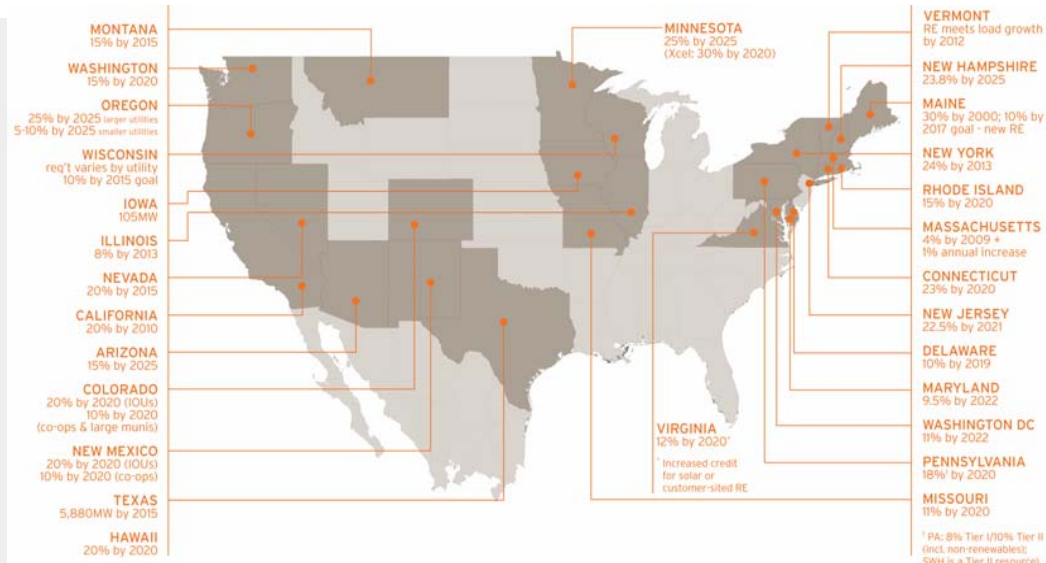 MONTANA
15% by 2015
WASHINGTON
15% by 2020
OREGON
25% by 2025 larger utilities
5-10% by 2025 smaller utilities
WISCONSIN
req't varies by utility
10% by 2015 goal
IOWA
105MW
ILLINOIS
8% by 2013
NEVADA
20% by 2015
CALIFORNIA
20% by 2010
ARIZONA
15% by 2025
COLORADO
20% by 2020 (IOUs)
10% by 2020
(co-ops & large munis)
NEW MEXICO
20% by 2020 (IOUs)
10% by 2020 (co-ops)
TEXAS
5,880MW by 2015
HAWAII
20% by 2020
MINNESOTA
25% by 2025
(Xcel: 30% by 2020)
VIRGINIA
12% by 2020*
* Increased credit
for solar or
customer-sited RE
VERMONT
RE meets load growth
by 2012
NEW HAMPSHIRE
23.8% by 2025
MAINE
30% by 2000; 10% by
2017 goal - new RE
NEW YORK
24% by 2013
RHODE ISLAND
15% by 2020
MASSACHUSETTS
4% by 2009 +
1% annual increase
CONNECTICUT
23% by 2020
NEW JERSEY
22.5% by 2021
DELAWARE
10% by 2019
MARYLAND
9.5% by 2022
WASHINGTON DC
11% by 2022
PENNSYLVANIA
18%¹ by 2020
MISSOURI
11% by 2020
¹ PA: 8% Tier I/10% Tier II
(incl. non-renewables);
SWH is a Tier II resource)